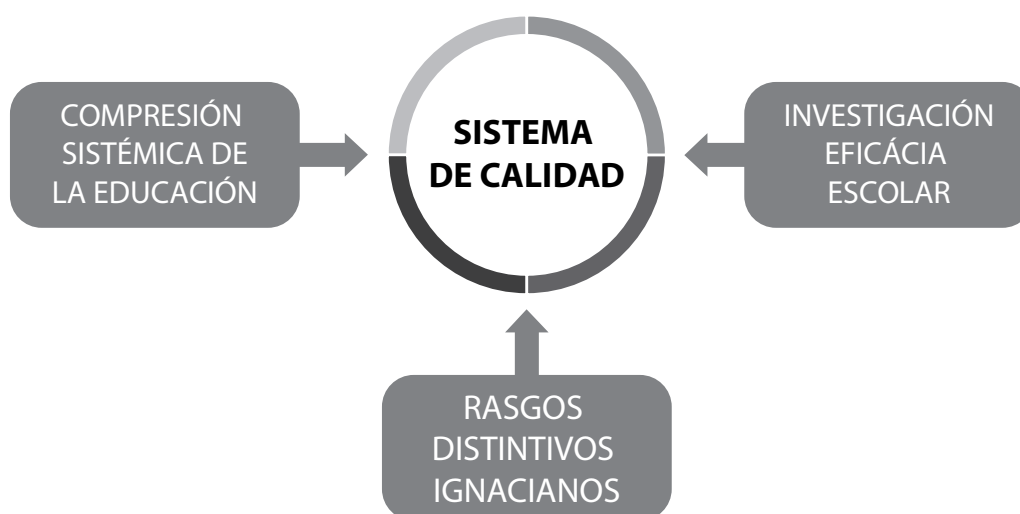 COMPRESIÓN
SISTÉMICA DE
LA EDUCACIÓN
SISTEMA
DE CALIDAD
INVESTIGACIÓN
EFICÁCIA
ESCOLAR
RASGOS
DISTINTIVOS
IGNACIANOS